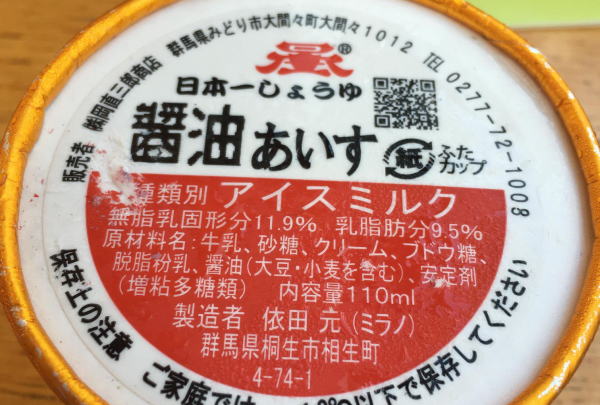 販売者 ㈱岡直三郎商店 群馬県みどり市大間々町大間々1012 TEL 0277-72-1008
®
日本一しょうゆ
醤油あいす
紙 ふた
カップ
種類別 アイスミルク
無脂乳固形分11.9% 乳脂肪分9.5%
原材料名:牛乳、砂糖、クリーム、ブドウ糖、
脱脂粉乳、醤油(大豆・小麦を含む)、安定剤
(増粘多糖類) 内容量110ml
製造者 依田 元(ミラノ)
群馬県桐生市相生町
4-74-1
上の注意 ご家庭では 以下で保存してください